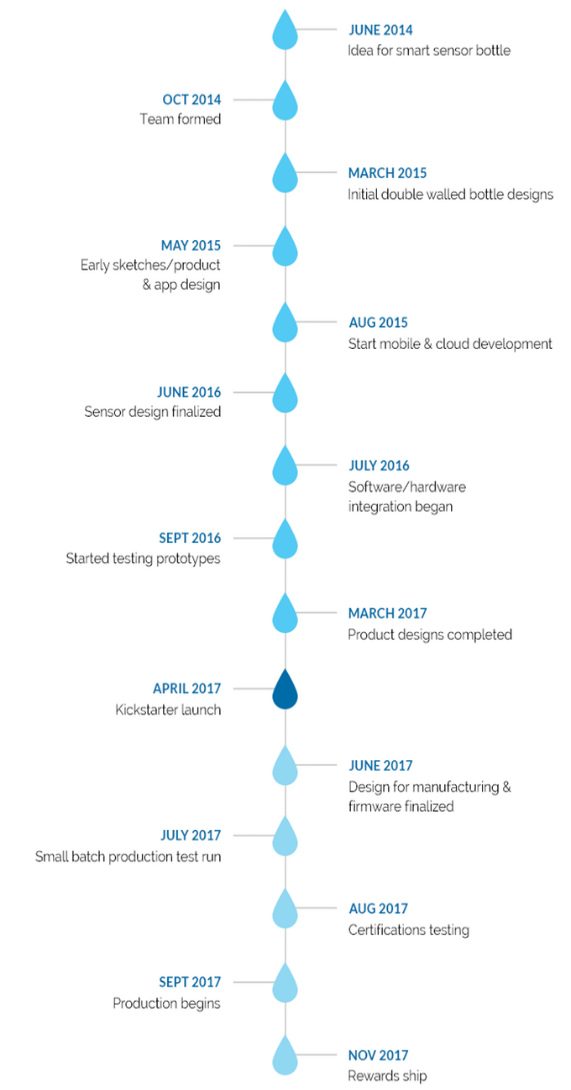 JUNE 2014
Idea for smart sensor bottle
OCT 2014
Team formed
MARCH 2015
Initial double walled bottle designs
MAY 2015
Early sketches/product
& app design
AUG 2015
Start mobile & cloud development
JUNE 2016
Sensor design finalized
JULY 2016
Software/hardware
integration began
SEPT 2016
Started testing prototypes
MARCH 2017
Product designs completed
APRIL 2017
Kickstarter launch
JUNE 2017
Design for manufacturing &
firmware finalized
JULY 2017
Small batch production test run
AUG 2017
Certifications testing
SEPT 2017
Production begins
NOV 2017
Rewards ship